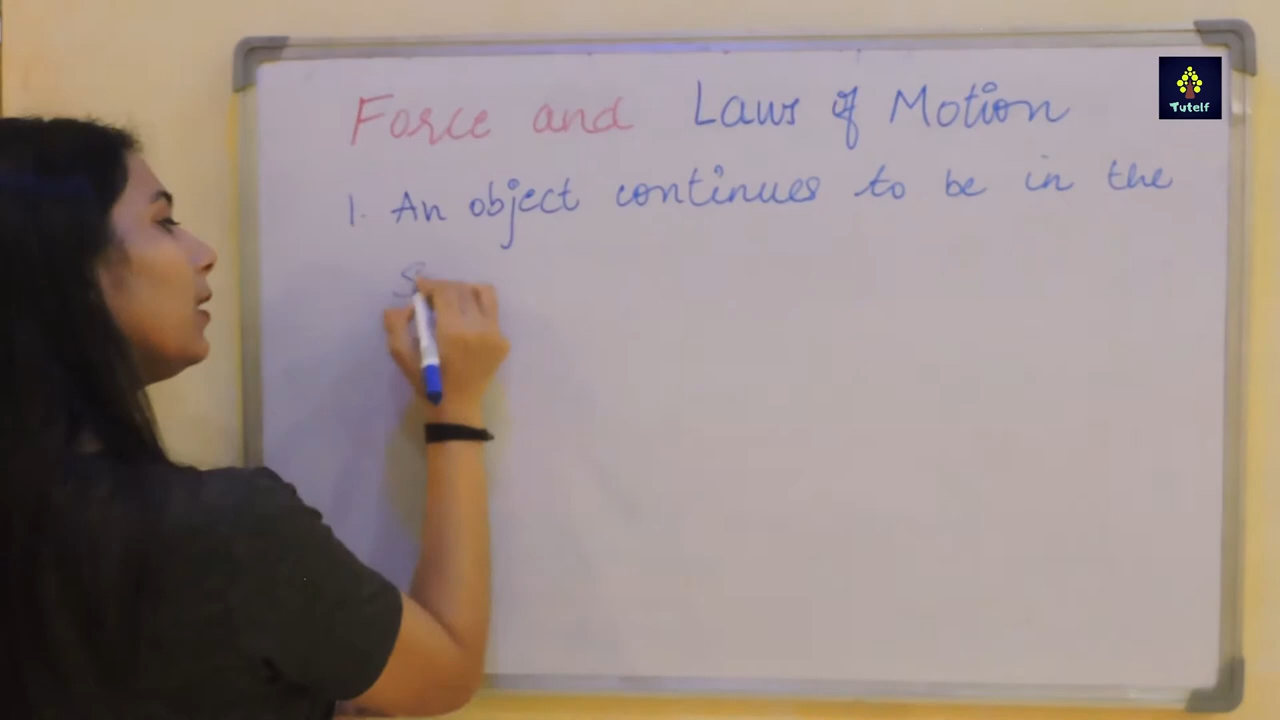 Force and Laws of Motion
Tutelf
1. An object continues to be in the
S